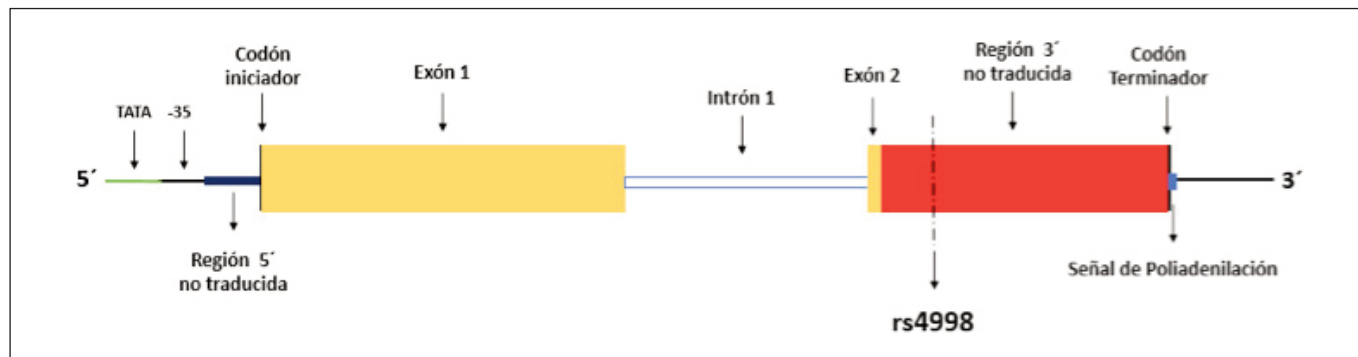 Codón
iniciador
Exón 1
Región 3´
no traducida
Codón
Terminador
Exón 2
Intrón 1
TATA
-35
5´
3´
Región 5´
no traducida
Señal de Poliadenilación
rs4998